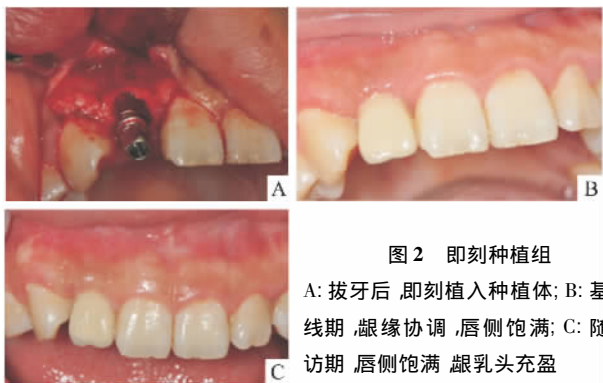 A
B
C
图 2 即刻种植组
A: 拔牙后 ,即刻植入种植体; B: 基
线期 ,龈缘协调 ,唇侧饱满; C: 随
访期 ,唇侧饱满 ,龈乳头充盈